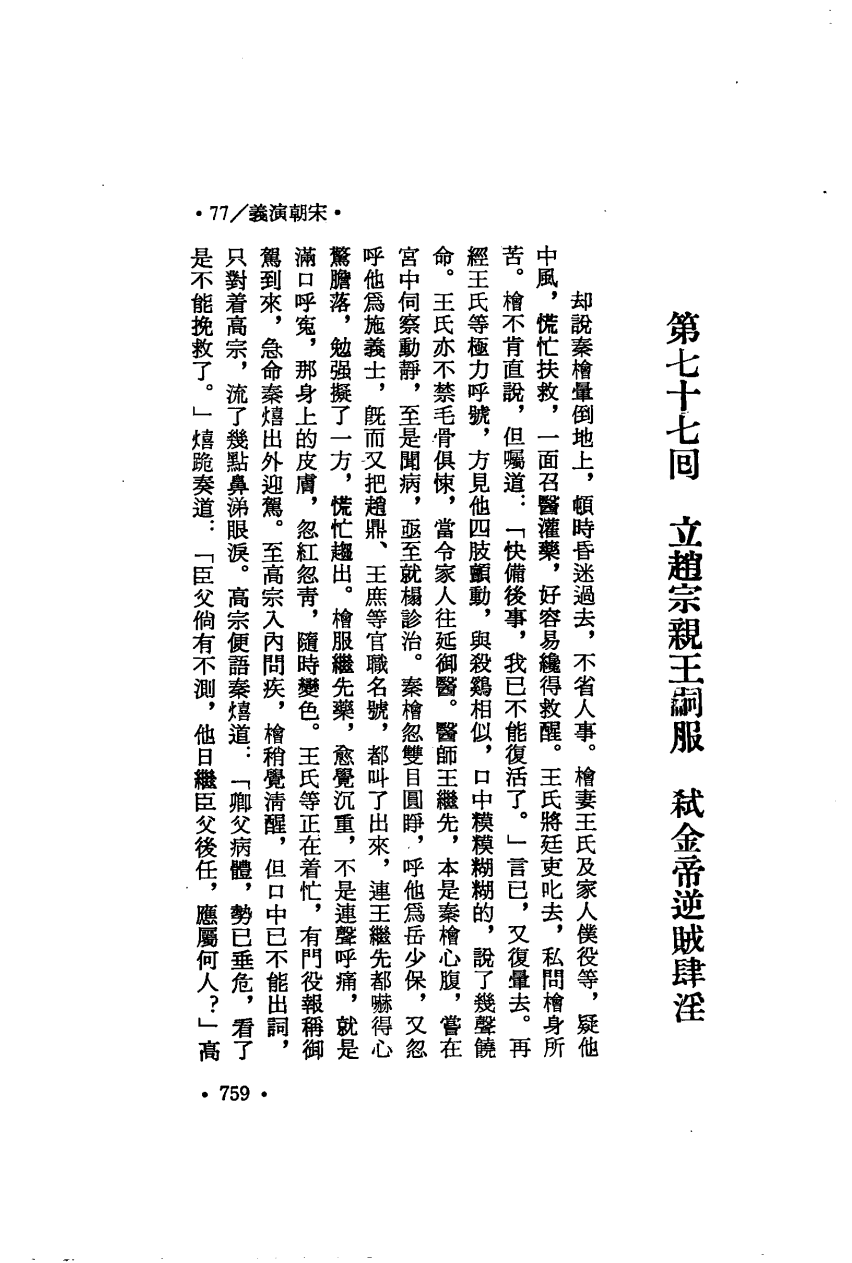 •77/義演朝宋•
第七十七回　立趙宗親王嗣服　弒金帝逆賊肆淫
却說秦檜暈倒地上，頓時昏迷過去，不省人事。檜妻王氏及家人僕役等，疑他
中風，慌忙扶救，一面召醫灌藥，好容易纔得救醒。王氏將廷吏叱去，私問檜身所
苦。檜不肯直說，但囑道：「快備後事，我已不能復活了。」言已，又復暈去。再
經王氏等極力呼號，方見他四肢顫動，與殺鷄相似，口中模模糊糊的，說了幾聲饒
命。王氏亦不禁毛骨俱悚，當令家人往延御醫。醫師王繼先，本是秦檜心腹，嘗在
宮中伺察動靜，至是聞病，亟至就榻診治。秦檜忽雙目圓睜，呼他爲岳少保，又忽
呼他爲施義士，旣而又把趙鼎、王庶等官職名號，都叫了出來，連王繼先都嚇得心
驚膽落，勉强擬了一方，慌忙趨出。檜服繼先藥，愈覺沉重，不是連聲呼痛，就是
滿口呼寃，那身上的皮膚，忽紅忽靑，隨時變色。王氏等正在着忙，有門役報稱御
駕到來，急命秦熺出外迎駕。至高宗入內問疾，檜稍覺淸醒，但口中已不能出詞，
只對着高宗，流了幾點鼻涕眼淚。高宗便語秦熺道：「卿父病體，勢已垂危，看了
是不能挽救了。」熺跪奏道：「臣父倘有不測，他日繼臣父後任，應屬何人？」高
•759•